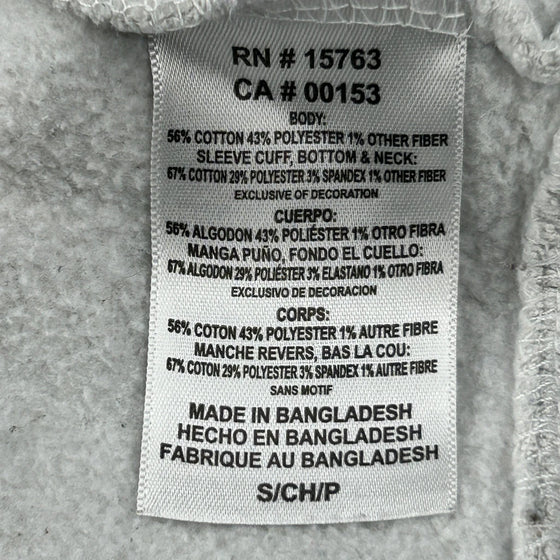 RN # 15763
CA # 00153
BODY:
56% COTTON 43% POLYESTER 1% OTHER FIBER
SLEEVE CUFF, BOTTOM & NECK:
67% COTTON 29% POLYESTER 3% SPANDEX 1% OTHER FIBER
EXCLUSIVE OF DECORATION
CUERPO:
56% ALGODON 43% POLIÉSTER 1% OTRO FIBRA
MANGA PUÑO, FONDO EL CUELLO:
67% ALGODON 29% POLIÉSTER 3% ELASTANO 1% OTRO FIBRA
EXCLUSIVO DE DECORACION
CORPS:
56% COTON 43% POLYESTER 1% AUTRE FIBRE
MANCHE REVERS, BAS LA COU:
67% COTON 29% POLYESTER 3% SPANDEX 1% AUTRE FIBRE
SANS MOTIF
MADE IN BANGLADESH
HECHO EN BANGLADESH
FABRIQUE AU BANGLADESH
S/CH/P